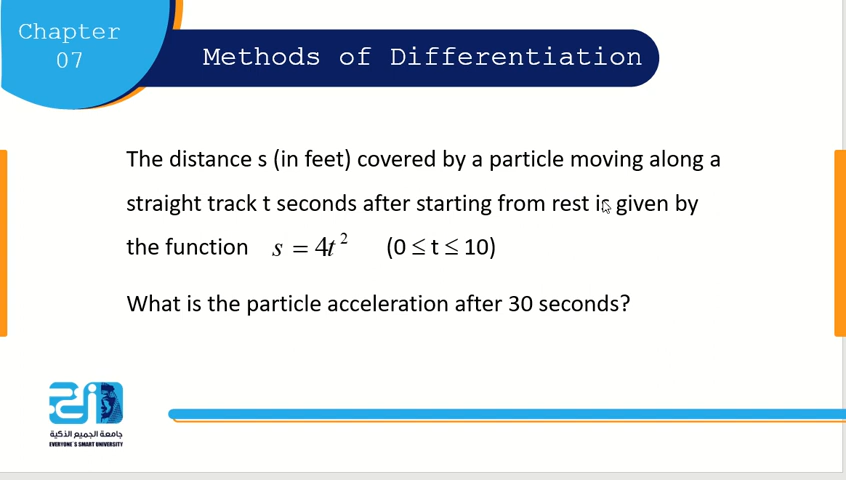 Chapter
07
Methods of Differentiation
The distance s (in feet) covered by a particle moving along a
straight track t seconds after starting from rest is given by
the function s = 4t² (0 ≤ t ≤ 10)
What is the particle acceleration after 30 seconds?
جامعة الجميع الذكية
EVERYONE'S SMART UNIVERSITY